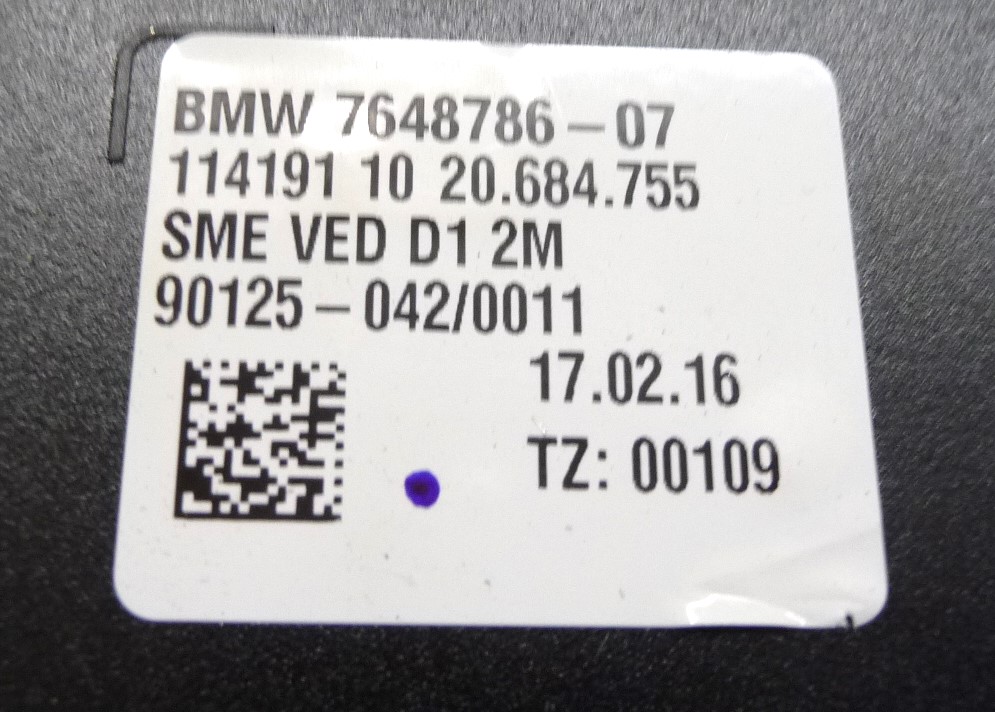 BMW 7648786 – 07
114191 10 20.684.755
SME VED D1 2M
90125 – 042/0011
17.02.16
TZ: 00109